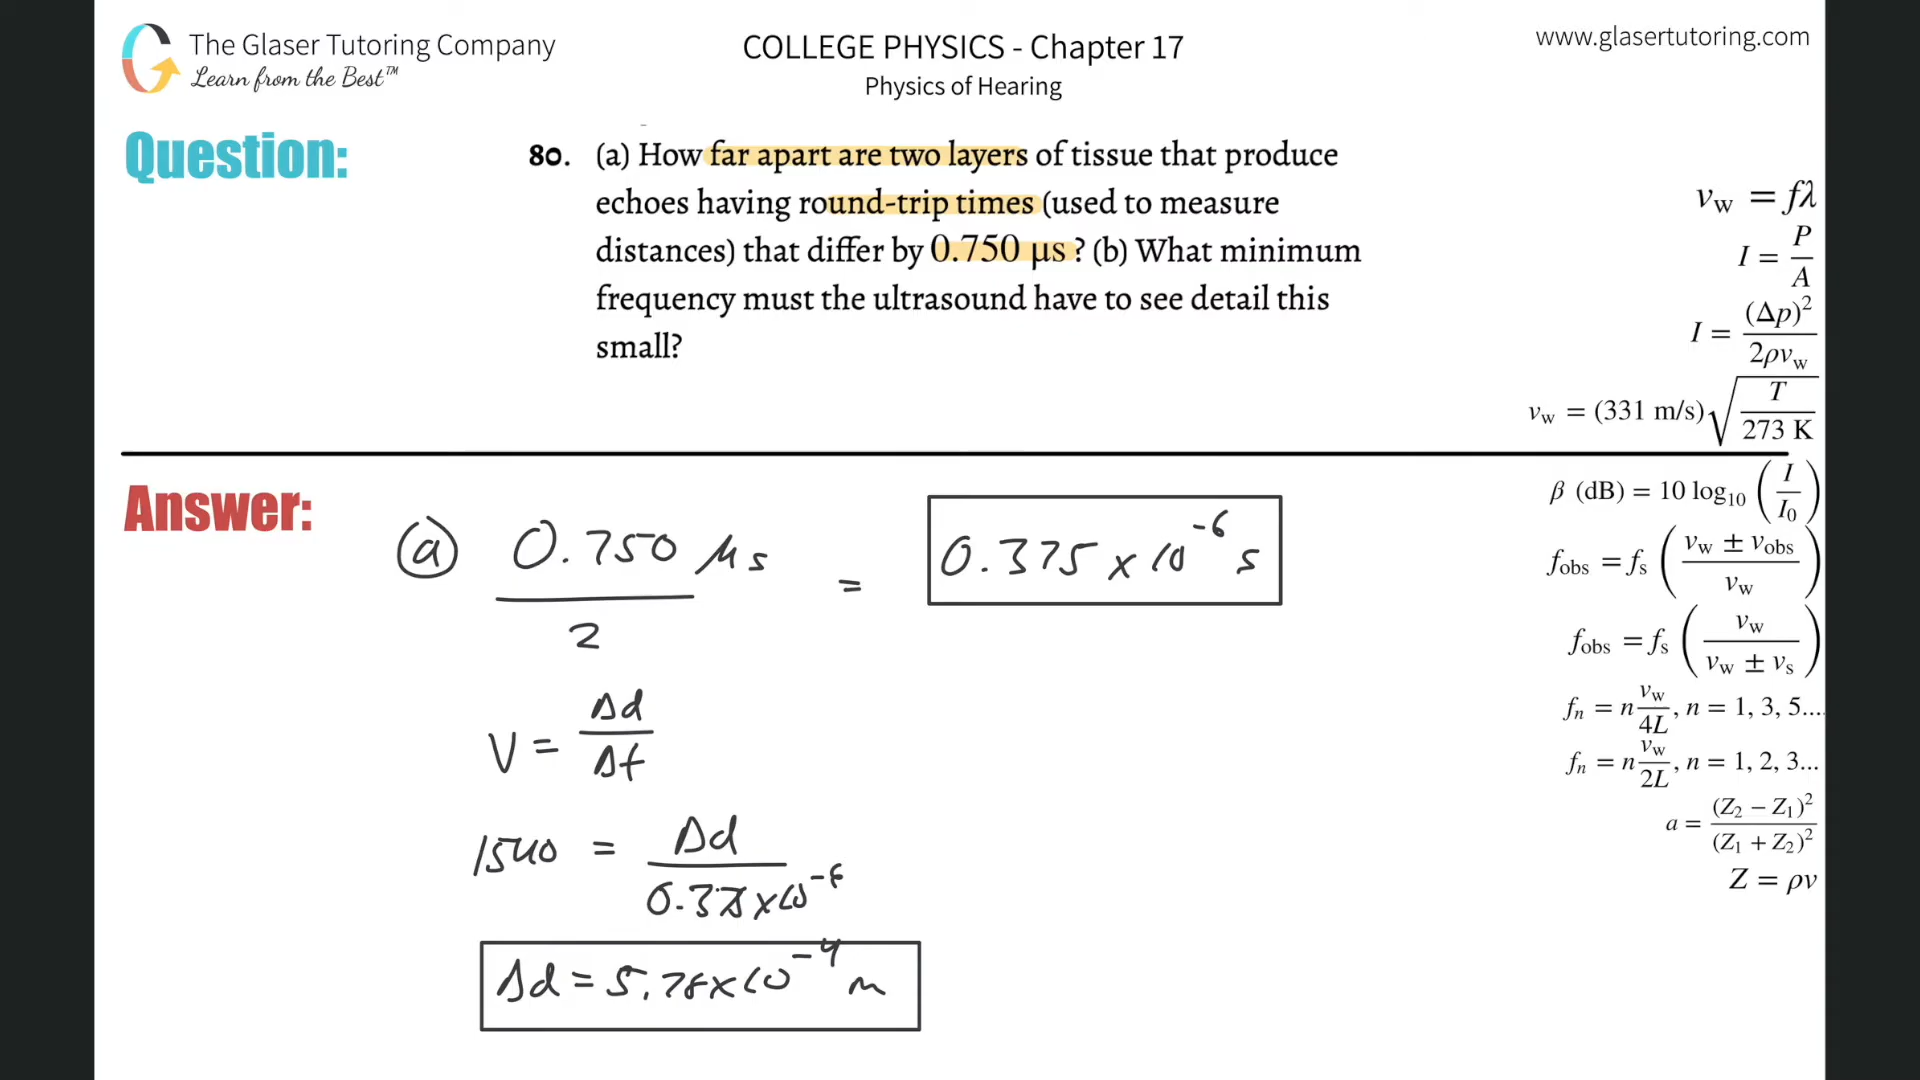 The Glaser Tutoring Company
Learn from the Best™
COLLEGE PHYSICS - Chapter 17
Physics of Hearing
www.glasertutoring.com
Question:
80. (a) How far apart are two layers of tissue that produce
echoes having round-trip times (used to measure
distances) that differ by 0.750 μs? (b) What minimum
frequency must the ultrasound have to see detail this
small?
v_w = fλ
I = P/A
I = (Δp)²/2ρv_w
v_w = (331 m/s)√(T/273 K)
Answer:
(a) 0.750 μs / 2 = 0.375 × 10⁻⁶ s
V = Δd/Δt
1540 = Δd / 0.375 × 10⁻⁶
Δd = 5.78 × 10⁻⁴ m
β (dB) = 10 log₁₀ (I/I₀)
f_obs = f_s ((v_w ± v_obs)/v_w)
f_obs = f_s (v_w/(v_w ± v_s))
f_n = n v_w/4L, n = 1, 3, 5...
f_n = n v_w/2L, n = 1, 2, 3...
a = (Z₂ − Z₁)²/(Z₁ + Z₂)²
Z = ρv